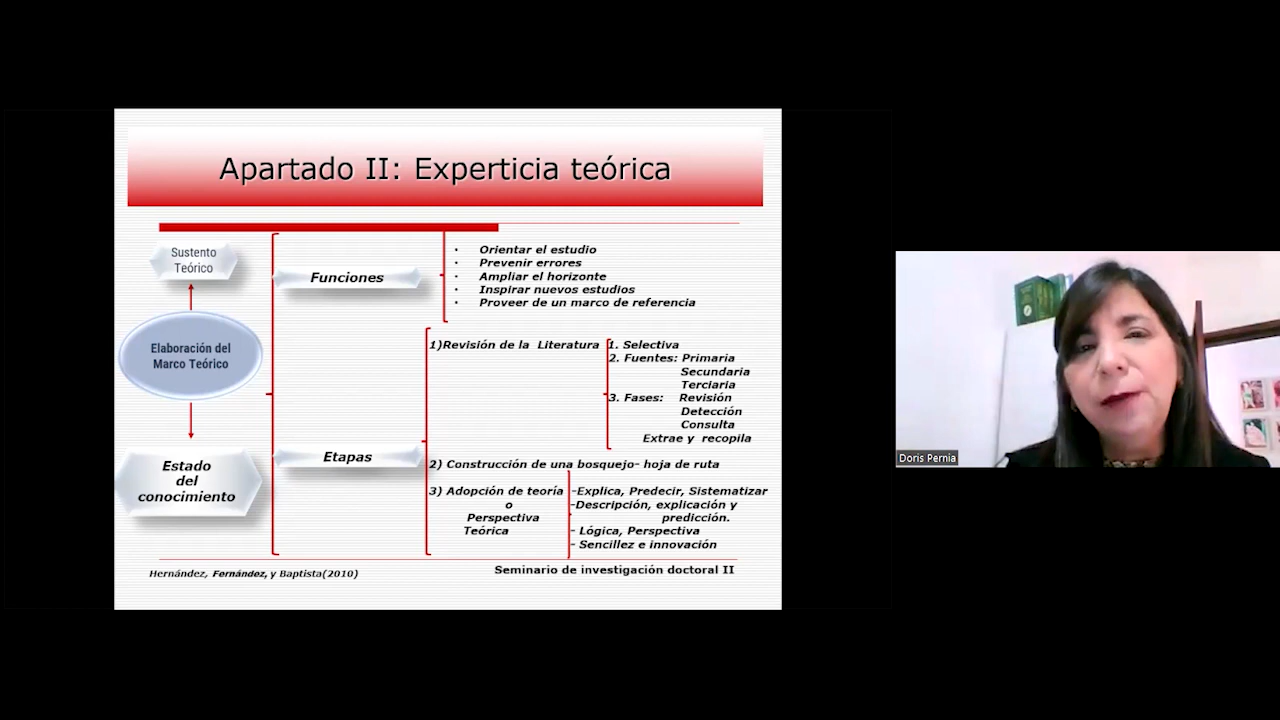 Apartado II: Experticia teórica
Sustento
Teórico
Elaboración del
Marco Teórico
Estado
del
conocimiento
Funciones
• Orientar el estudio
• Prevenir errores
• Ampliar el horizonte
• Inspirar nuevos estudios
• Proveer de un marco de referencia
Etapas
1)Revisión de la Literatura
1. Selectiva
2. Fuentes: Primaria
Secundaria
Terciaria
3. Fases: Revisión
Detección
Consulta
Extrae y recopila
2) Construcción de una bosquejo- hoja de ruta
3) Adopción de teoría
o
Perspectiva
Teórica
-Explica, Predecir, Sistematizar
-Descripción, explicación y
predicción.
- Lógica, Perspectiva
- Sencillez e innovación
Hernández, Fernández, y Baptista(2010)
Seminario de investigación doctoral II
Doris Pernia